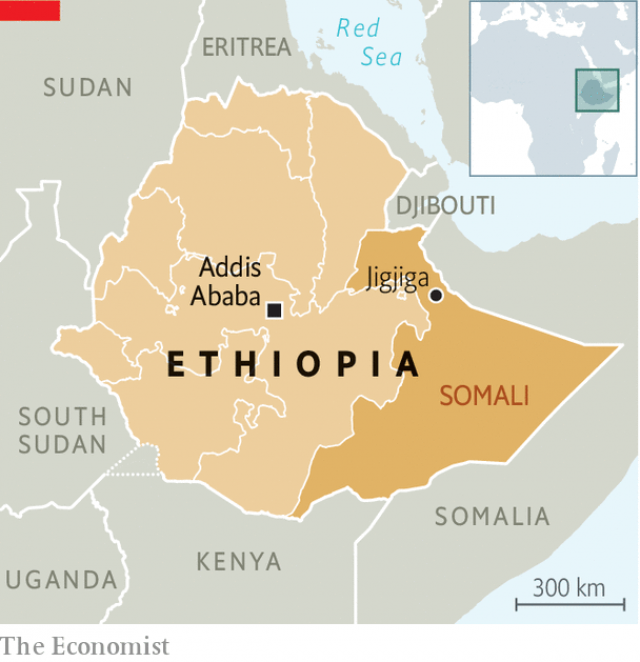 Red
Sea
ERITREA
SUDAN
DJIBOUTI
Addis
Ababa
Jigjiga
ETHIOPIA
SOMALI
SOUTH
SUDAN
SOMALIA
KENYA
UGANDA
300 km
The Economist